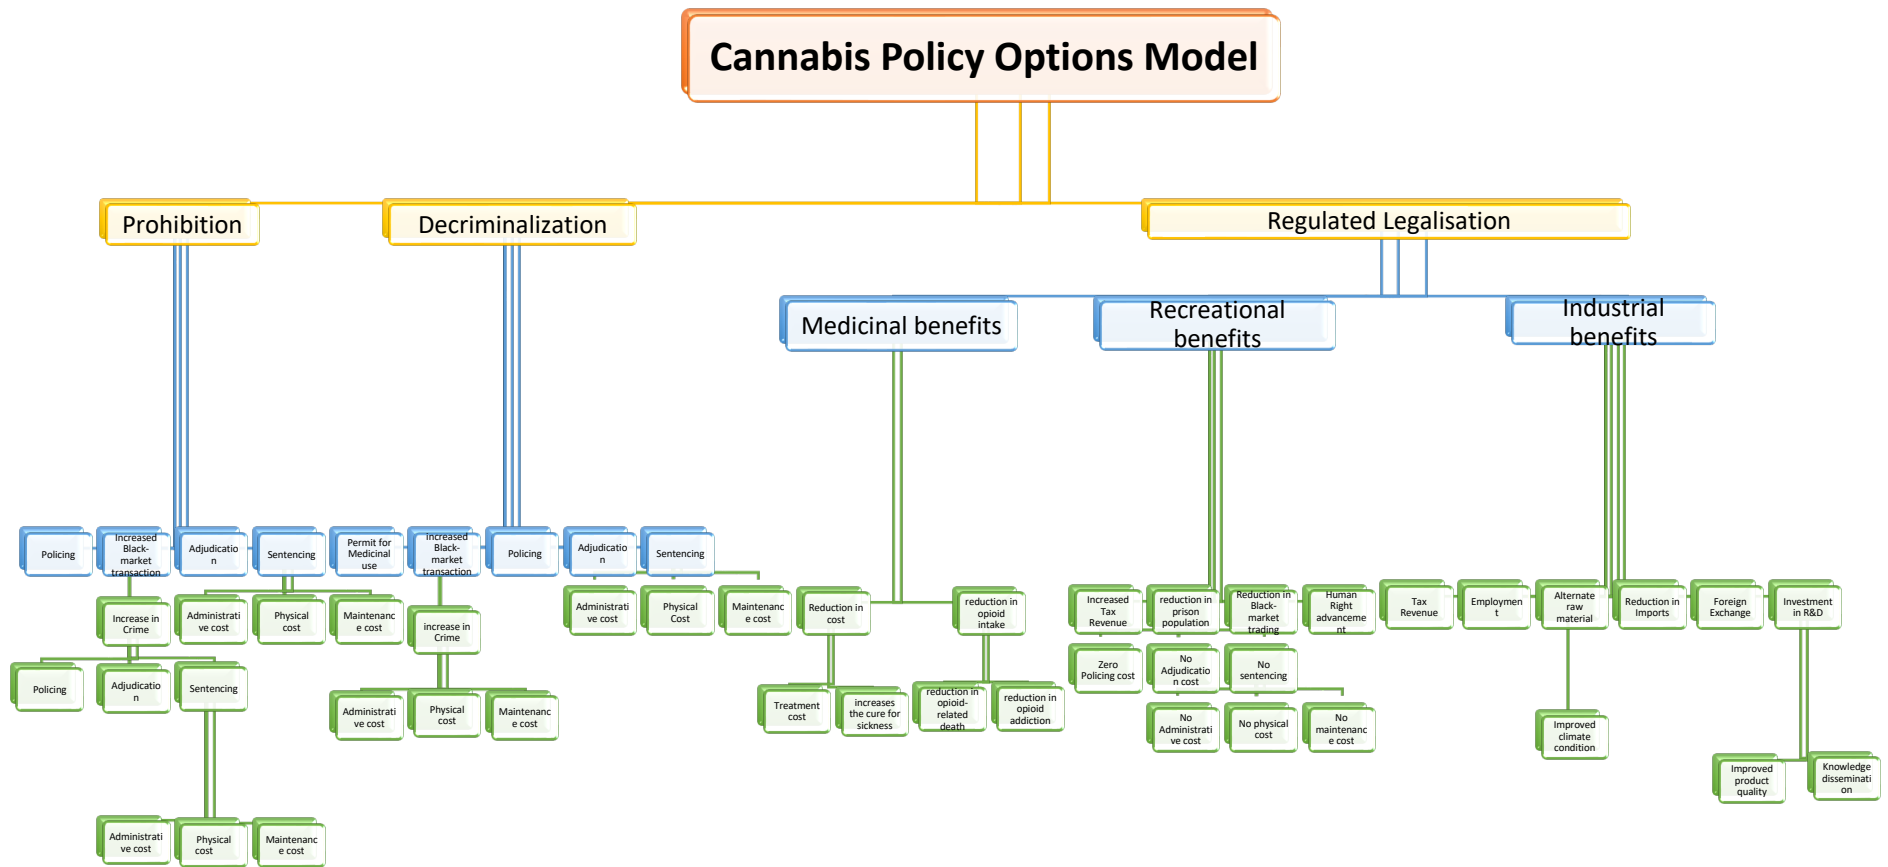 Cannabis Policy Options Model
Prohibition
Decriminalization
Regulated Legalisation
Medicinal benefits
Recreational
benefits
Industrial
benefits
Policing
Increased
Black-
market
transaction
Adjudicatio
n
Sentencing
Permit for
Medicinal
use
increased
Black-
market
transaction
Policing
Adjudicatio
n
Sentencing
Increase in
Crime
Administrati
ve cost
Physical
cost
Maintenanc
e cost
increase in
Crime
Administrati
ve cost
Physical
Cost
Maintenanc
e cost
Reduction in
cost
reduction in
opioid
intake
Increased
Tax
Revenue
reduction in
prison
population
Reduction in
Black-
market
trading
Human
Right
advanceme
nt
Tax
Revenue
Employmen
t
Alternate
raw
material
Reduction in
Imports
Foreign
Exchange
Investment
in R&D
Policing
Adjudicatio
n
Sentencing
Administrati
ve cost
Physical
cost
Maintenanc
e cost
Treatment
cost
increases
the cure for
sickness
reduction in
opioid-
related
death
reduction in
opioid
addiction
Zero
Policing cost
No
Adjudicatio
n cost
No
sentencing
No
Administrati
ve cost
No physical
cost
No
maintenanc
e cost
Improved
climate
condition
Improved
product
quality
Knowledge
disseminati
on
Administrati
ve cost
Physical
cost
Maintenanc
e cost